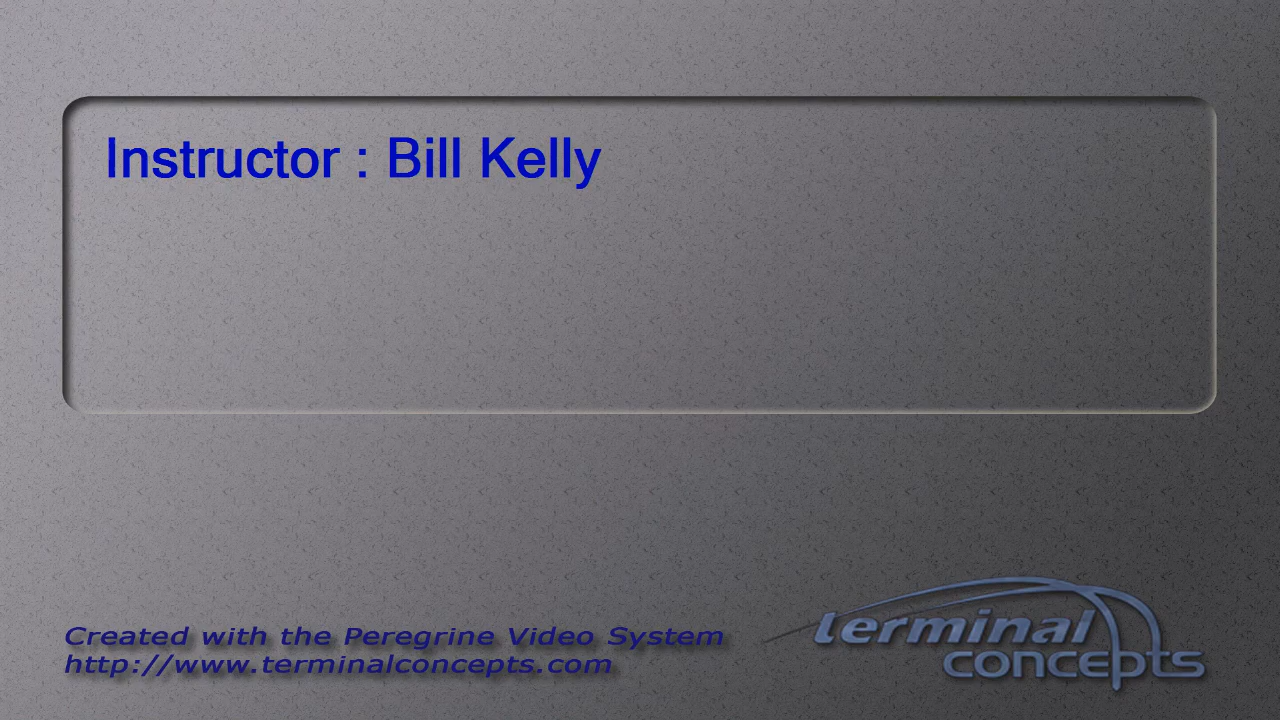 Instructor : Bill Kelly
Created with the Peregrine Video System
http://www.terminalconcepts.com
terminal
concepts